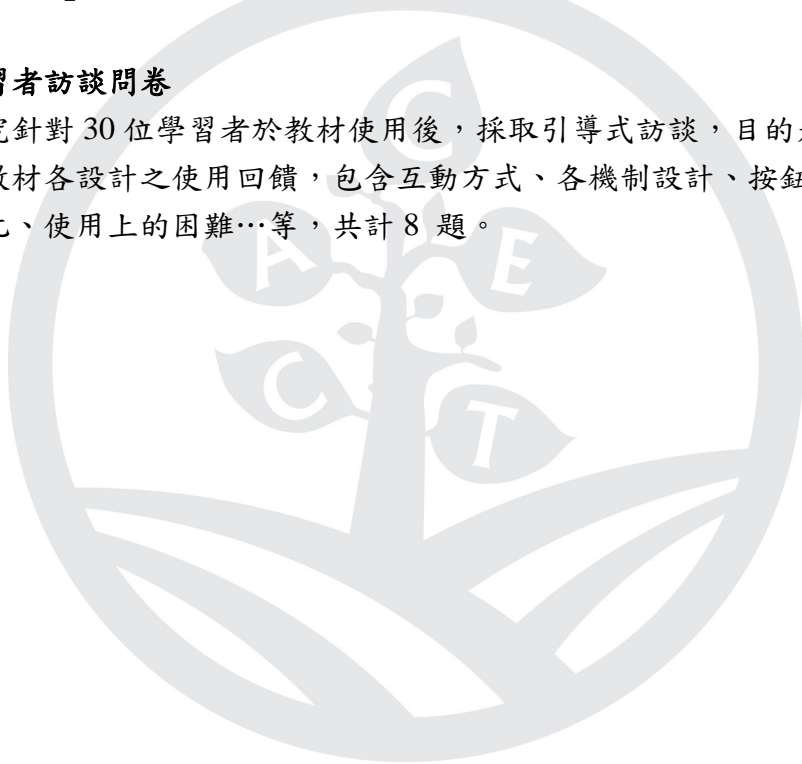 習者訪談問卷
究針對 30 位學習者於教材使用後，採取引導式訪談，目的
教材各設計之使用回饋，包含互動方式、各機制設計、按鈕
、使用上的困難…等，共計 8 題。
C
A E
C T